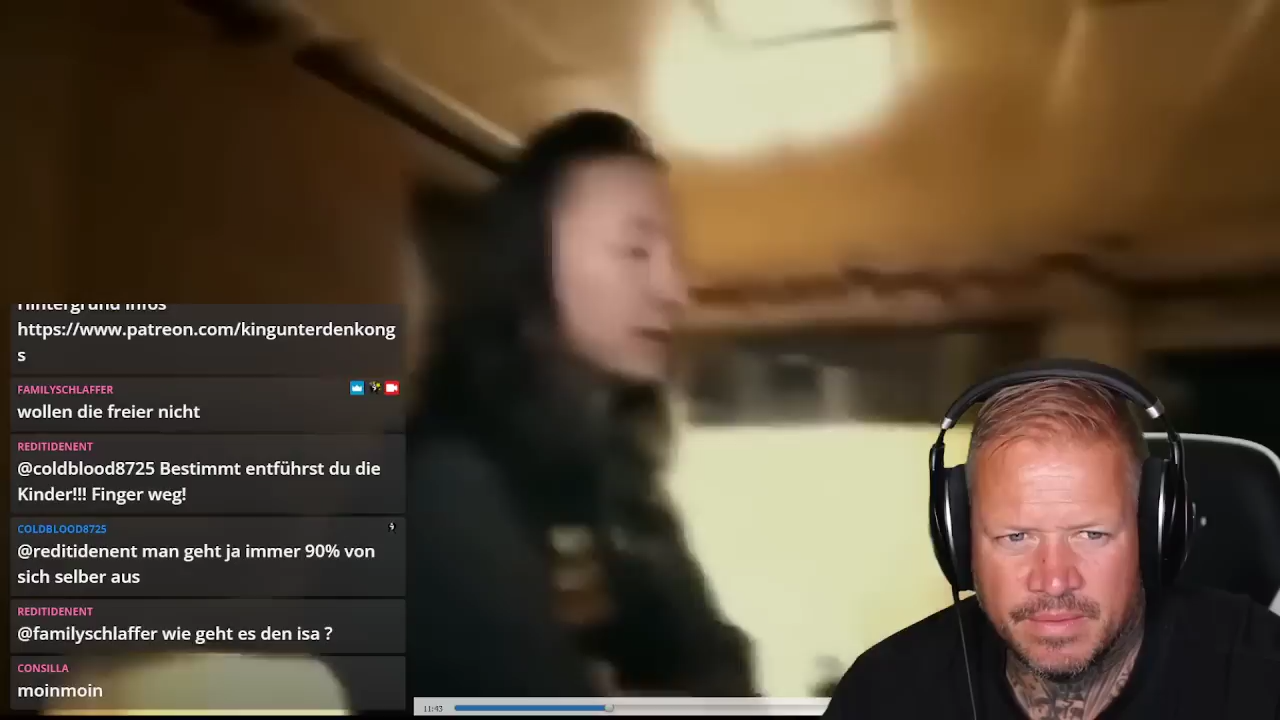 Hintergrund Infos
https://www.patreon.com/kingunterdenkong
s
FAMILYSCHLAFFER
wollen die freier nicht
REDITIDENENT
@coldblood8725 Bestimmt entführst du die
Kinder!!! Finger weg!
COLDBLOOD8725
@reditidenent man geht ja immer 90% von
sich selber aus
REDITIDENENT
@familyschlaffer wie geht es den isa ?
CONSILLA
moinmoin
11:43